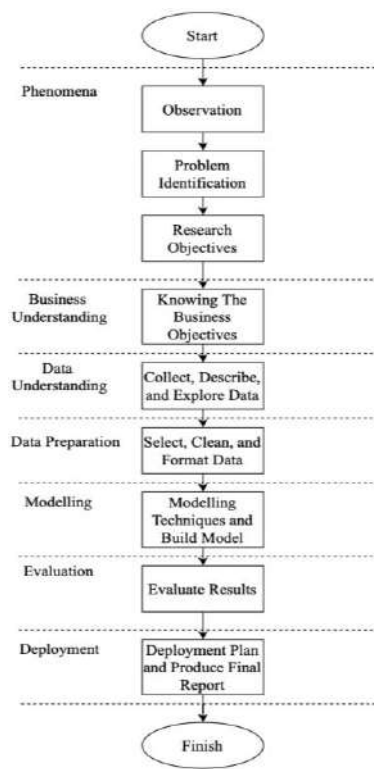 Start
Phenomena
Observation
Problem
Identification
Research
Objectives
Business
Understanding
Knowing The
Business
Objectives
Data
Understanding
Collect, Describe,
and Explore Data
Data Preparation
Select, Clean, and
Format Data
Modelling
Modelling
Techniques and
Build Model
Evaluation
Evaluate Results
Deployment
Deployment Plan
and Produce Final
Report
Finish